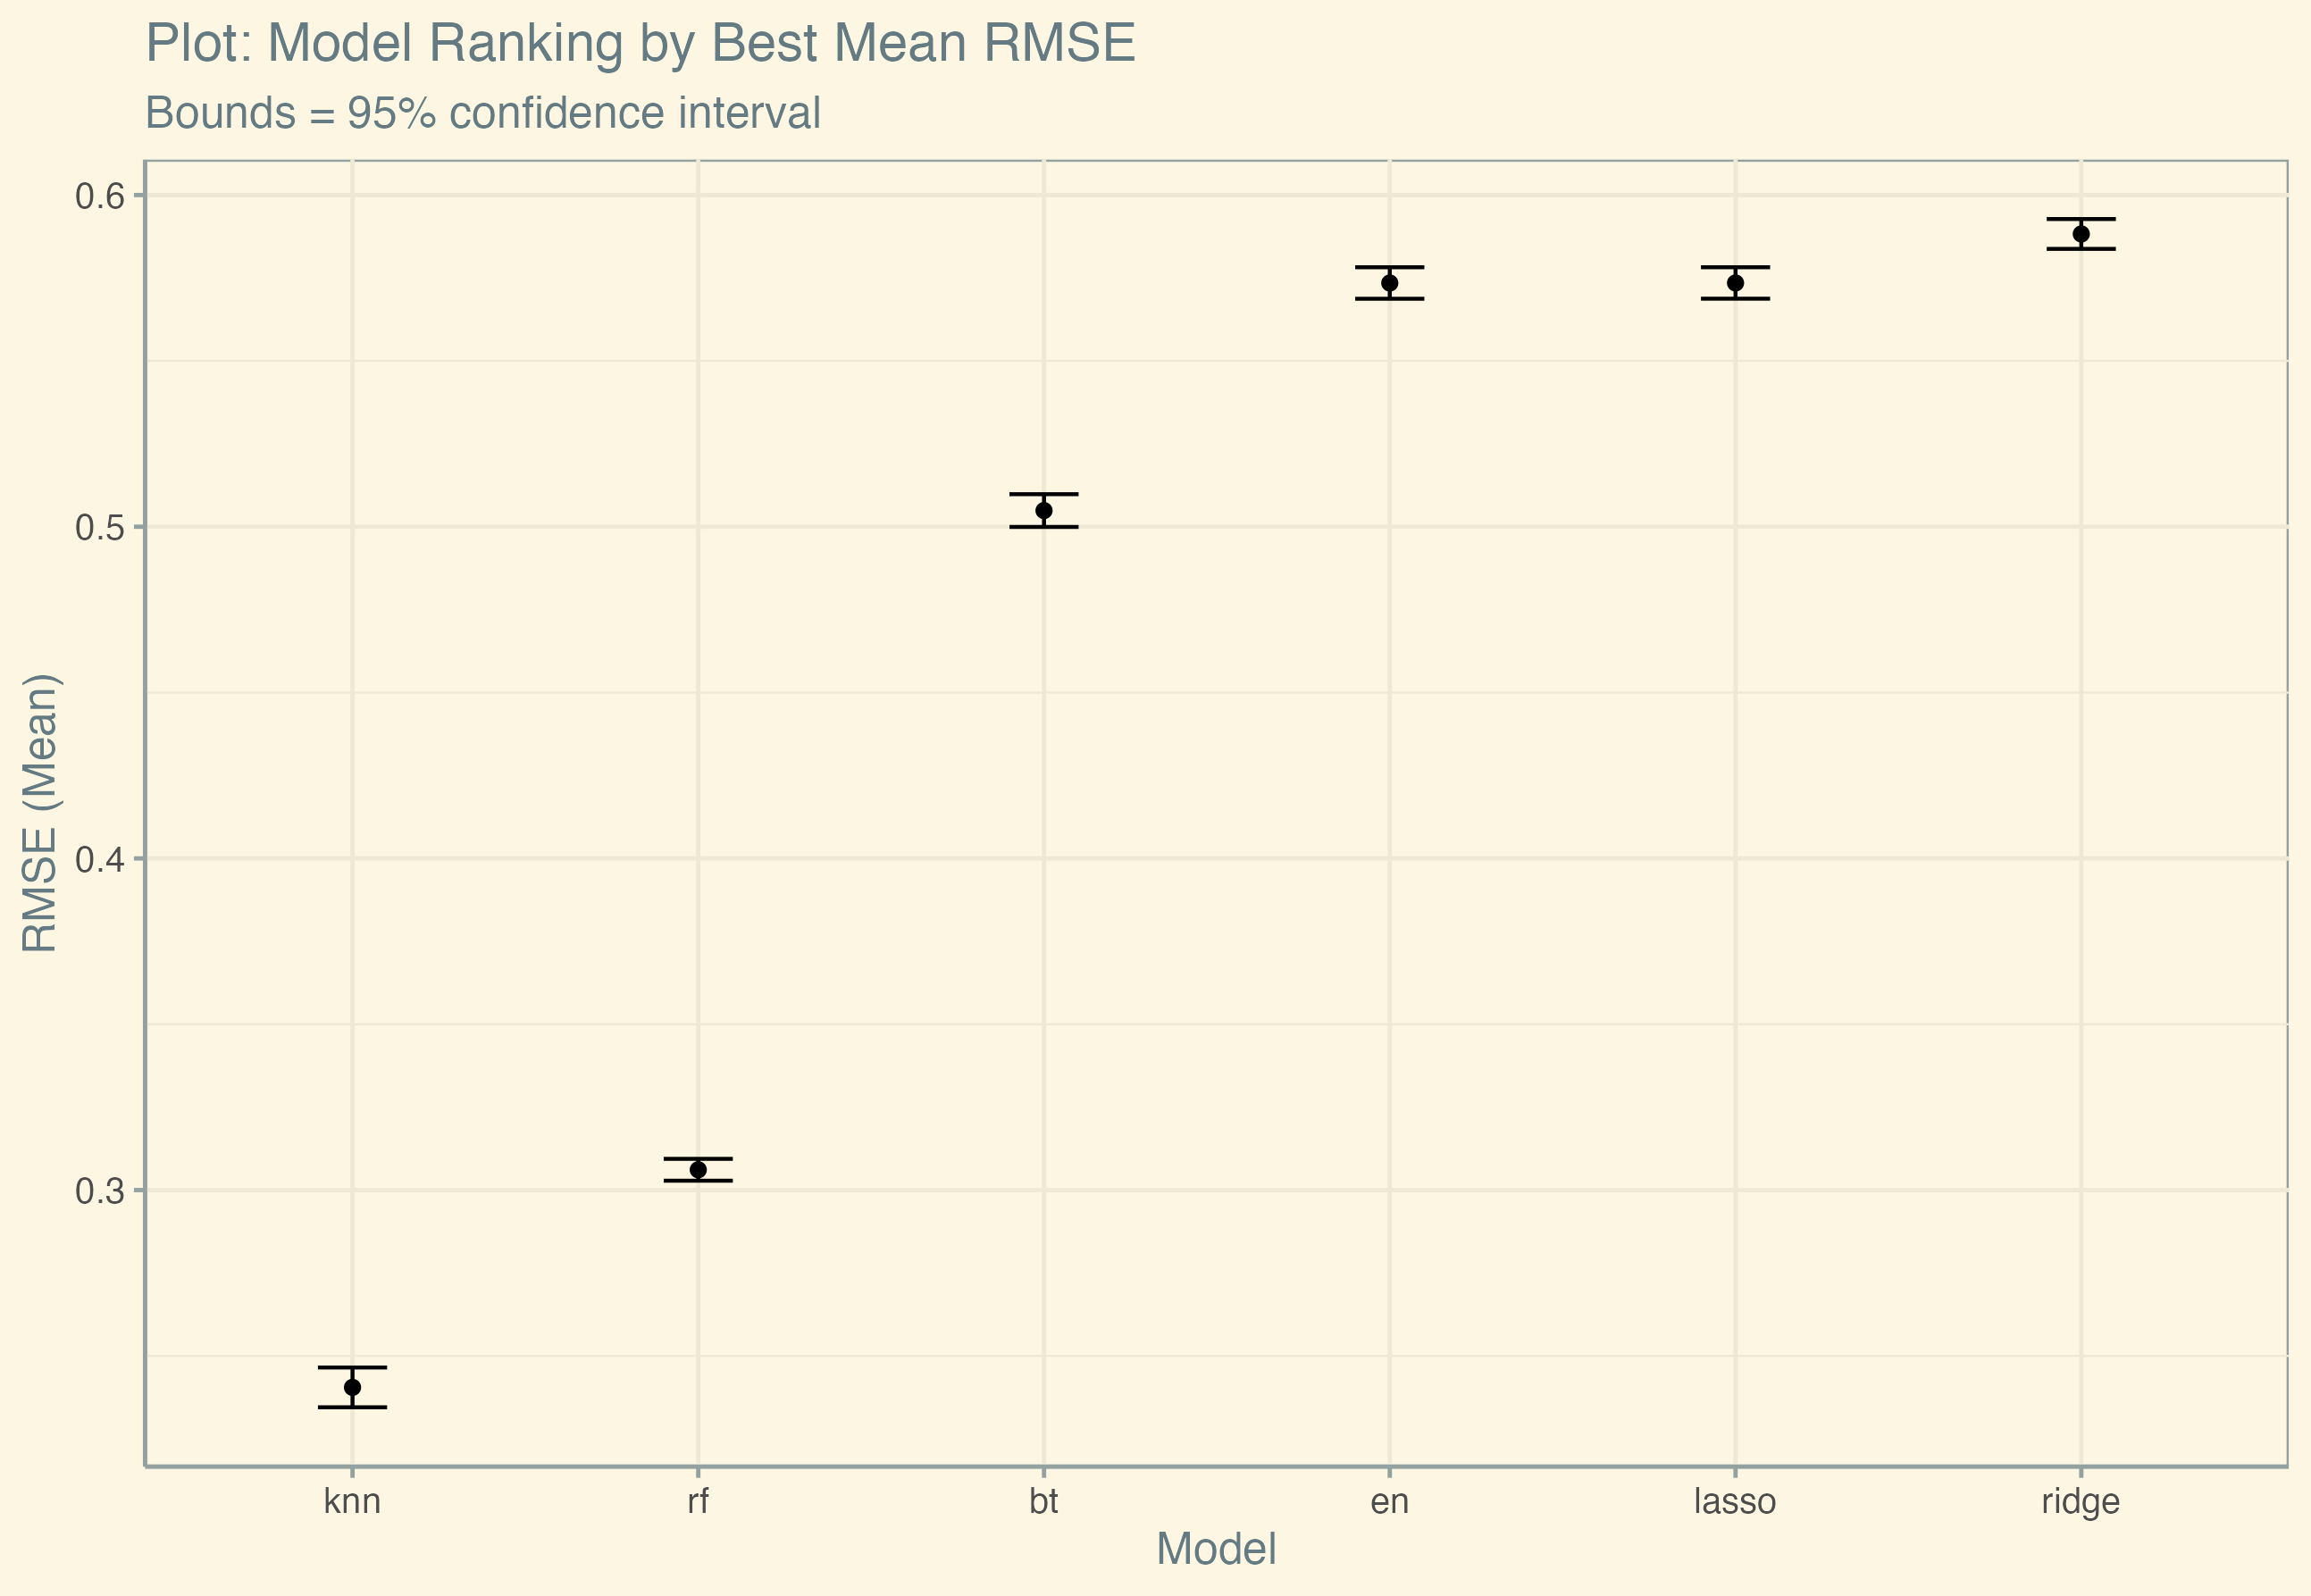 Plot: Model Ranking by Best Mean RMSE
Bounds = 95% confidence interval
RMSE (Mean)
0.6
0.5
0.4
0.3
knn rf bt en lasso ridge
Model